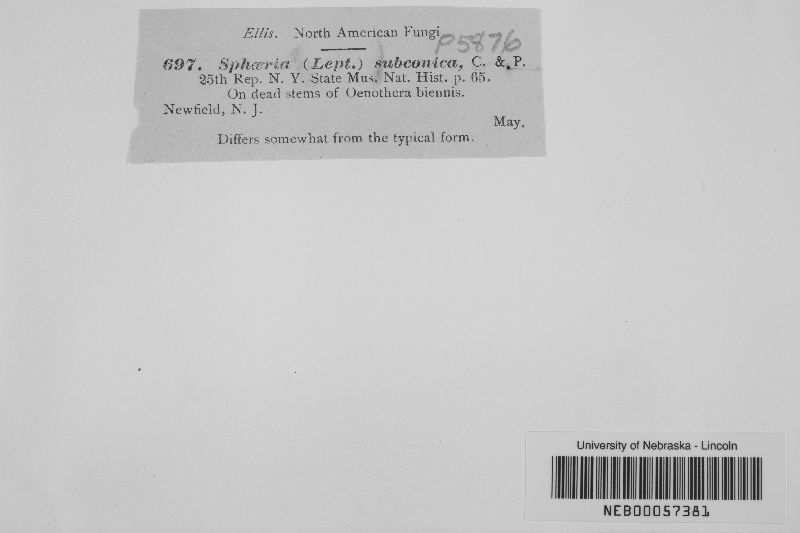 Ellis. North American Fungi
P5876
697. Sphæria (Lept.) subconica, C. & P.
25th Rep. N. Y. State Mus. Nat. Hist. p. 65.
On dead stems of Oenothera biennis.
Newfield, N. J.
May.
Differs somewhat from the typical form.
University of Nebraska - Lincoln
NEB00057381